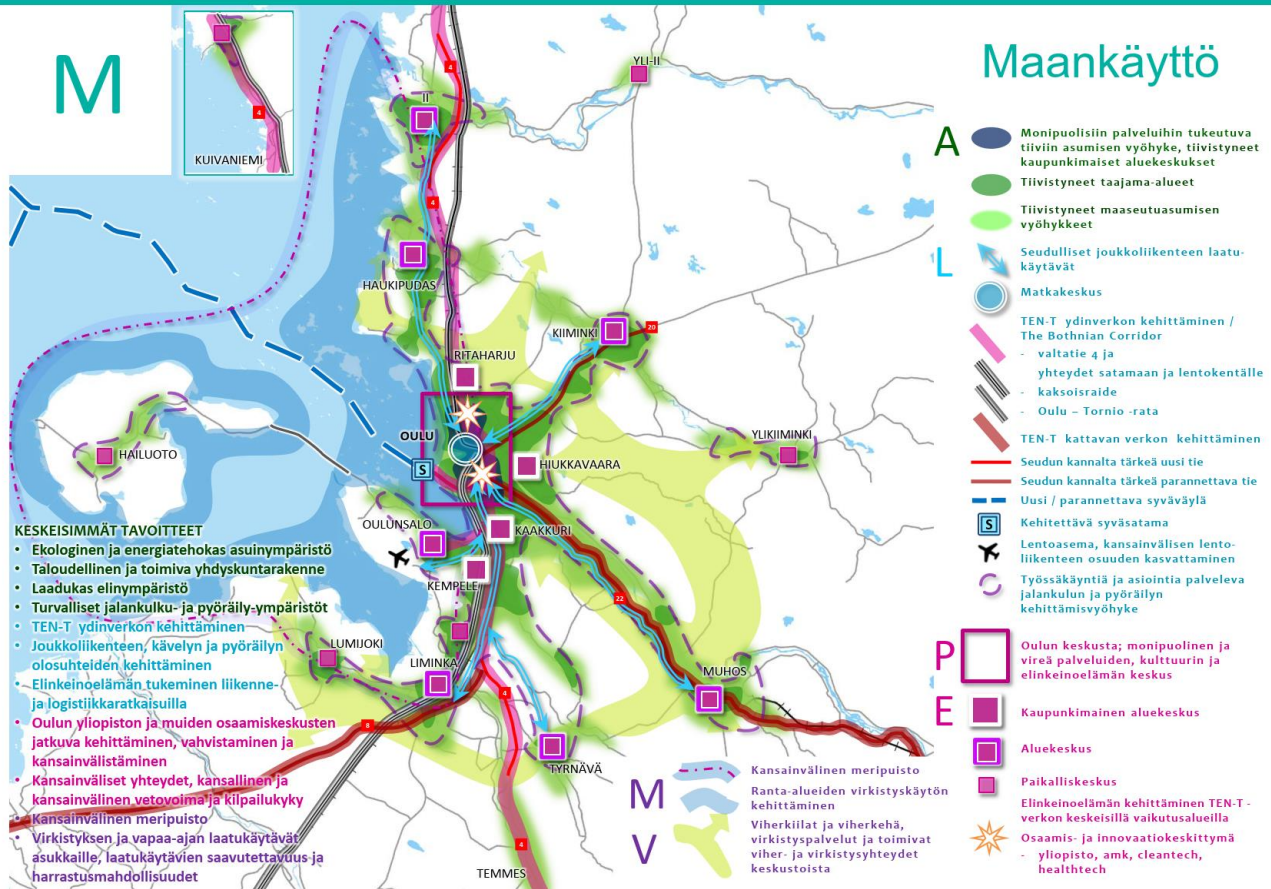 M
KUIVANIEMI
4
4
4
II
YLI-II
HAUKIPUDAS
KIIMINKI
20
RITAHARJU
OULU
S
HIUKKAVAARA
YLIKIIMINKI
HAILUOTO
OULUNSALO
KAAKKURI
KEMPELE
22
LUMIJOKI
LIMINKA
MUHOS
4
8
TYRNÄVÄ
4
TEMMES
KESKEISIMMÄT TAVOITTEET
• Ekologinen ja energiatehokas asuinympäristö
• Taloudellinen ja toimiva yhdyskuntarakenne
• Laadukas elinympäristö
• Turvalliset jalankulku- ja pyöräily-ympäristöt
• TEN-T ydinverkon kehittäminen
• Joukkoliikenteen, kävelyn ja pyöräilyn
olosuhteiden kehittäminen
• Elinkeinoelämän tukeminen liikenne-
ja logistiikkaratkaisuilla
• Oulun yliopiston ja muiden osaamiskeskusten
jatkuva kehittäminen, vahvistaminen ja
kansainvälistäminen
• Kansainväliset yhteydet, kansallinen ja
kansainvälinen vetovoima ja kilpailukyky
• Kansainvälinen meripuisto
• Virkistyksen ja vapaa-ajan laatukäytävät
asukkaille, laatukäytävien saavutettavuus ja
harrastusmahdollisuudet
M
V
Kansainvälinen meripuisto
Ranta-alueiden virkistyskäytön
kehittäminen
Viherkiilat ja viherkehä,
virkistyspalvelut ja toimivat
viher- ja virkistysyhteydet
keskustoista
Maankäyttö
A
Monipuolisiin palveluihin tukeutuva
tiiviin asumisen vyöhyke, tiivistyneet
kaupunkimaiset aluekeskukset
Tiivistyneet taajama-alueet
Tiivistyneet maaseutuasumisen
vyöhykkeet
L
Seudulliset joukkoliikenteen laatu-
käytävät
Matkakeskus
TEN-T ydinverkon kehittäminen /
The Bothnian Corridor
- valtatie 4 ja
yhteydet satamaan ja lentokentälle
- kaksoisraide
- Oulu – Tornio -rata
TEN-T kattavan verkon kehittäminen
Seudun kannalta tärkeä uusi tie
Seudun kannalta tärkeä parannettava tie
Uusi / parannettava syväväylä
S
Kehitettävä syväsatama
Lentoasema, kansainvälisen lento-
liikenteen osuuden kasvattaminen
Työssäkäyntiä ja asiointia palveleva
jalankulun ja pyöräilyn
kehittämisvyöhyke
P
Oulun keskusta; monipuolinen ja
vireä palveluiden, kulttuurin ja
elinkeinoelämän keskus
E
Kaupunkimainen aluekeskus
Aluekeskus
Paikalliskeskus
Elinkeinoelämän kehittäminen TEN-T -
verkon keskeisillä vaikutusalueilla
Osaamis- ja innovaatiokeskittymä
- yliopisto, amk, cleantech,
healthtech